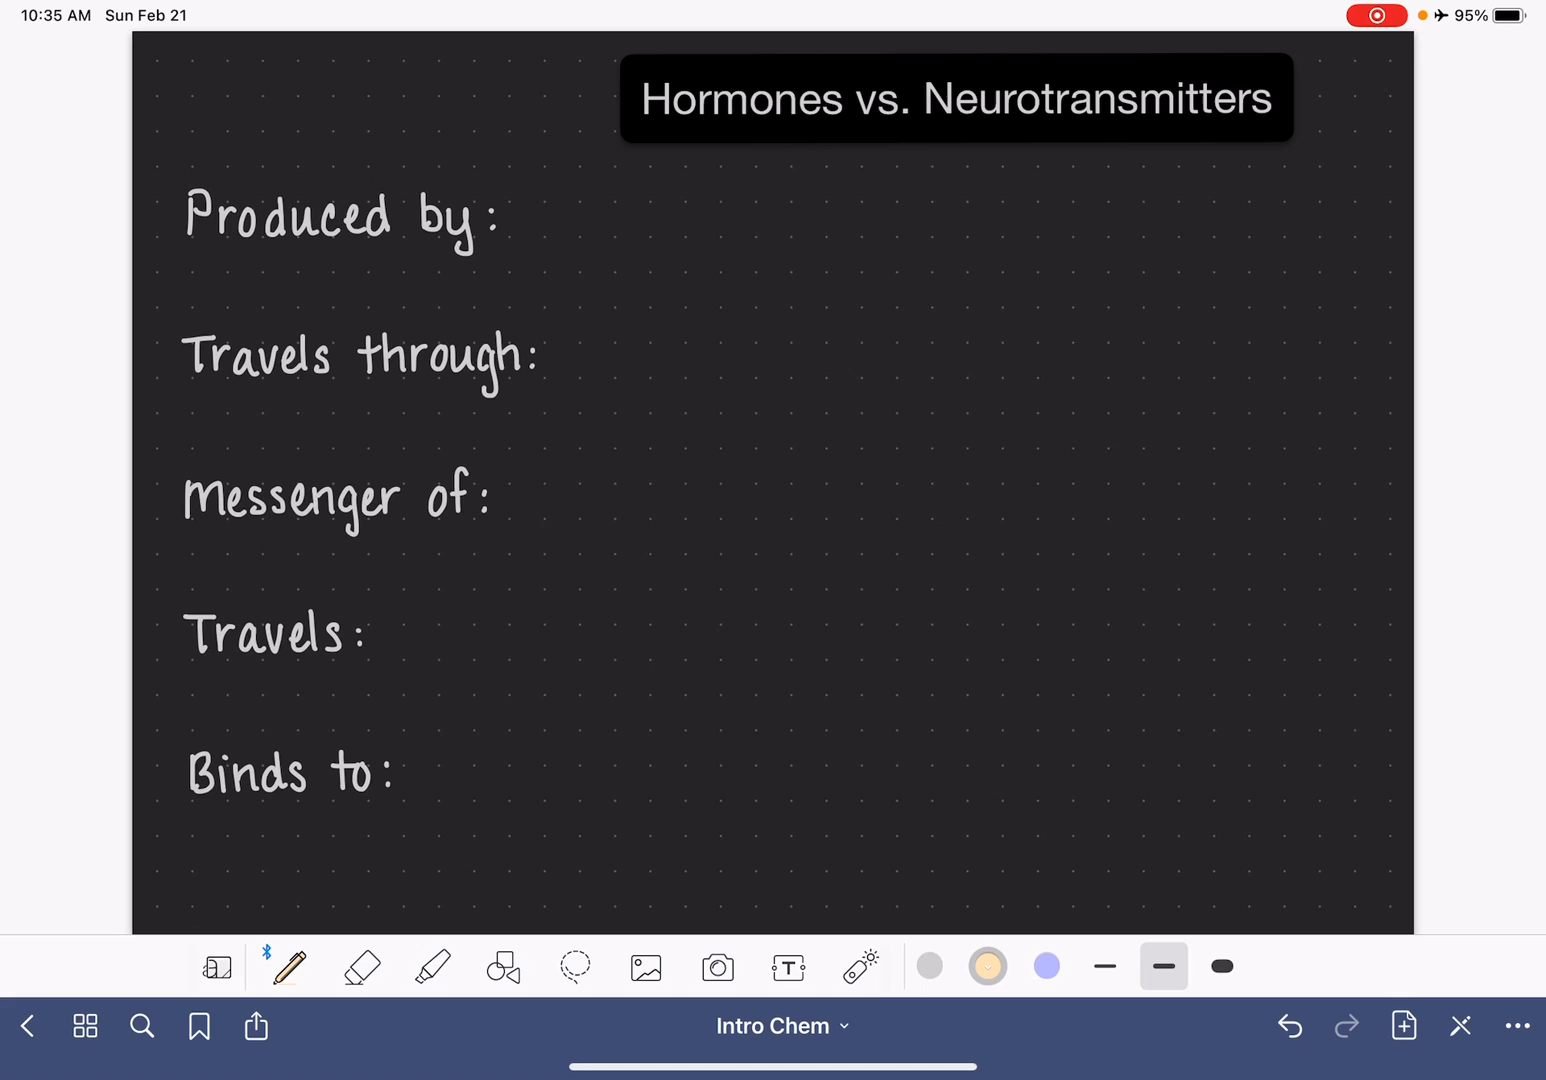 10:35 AM Sun Feb 21
95%
Hormones vs. Neurotransmitters
Produced by:
Travels through:
Messenger of:
Travels:
Binds to:
Intro Chem